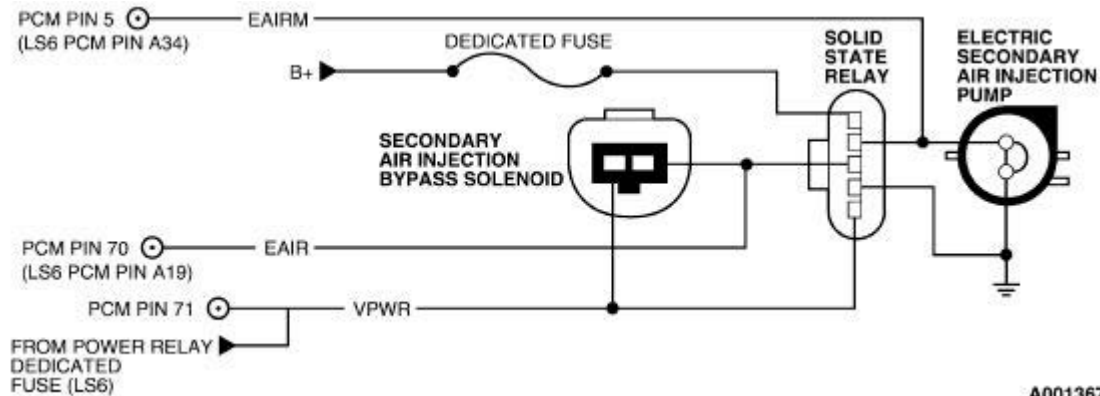 PCM PIN 5
(LS6 PCM PIN A34)
EAIRM
DEDICATED FUSE
B+
SOLID
STATE
RELAY
ELECTRIC
SECONDARY
AIR INJECTION
PUMP
SECONDARY
AIR INJECTION
BYPASS SOLENOID
PCM PIN 70
(LS6 PCM PIN A19)
EAIR
PCM PIN 71
VPWR
FROM POWER RELAY
DEDICATED
FUSE (LS6)
A001367